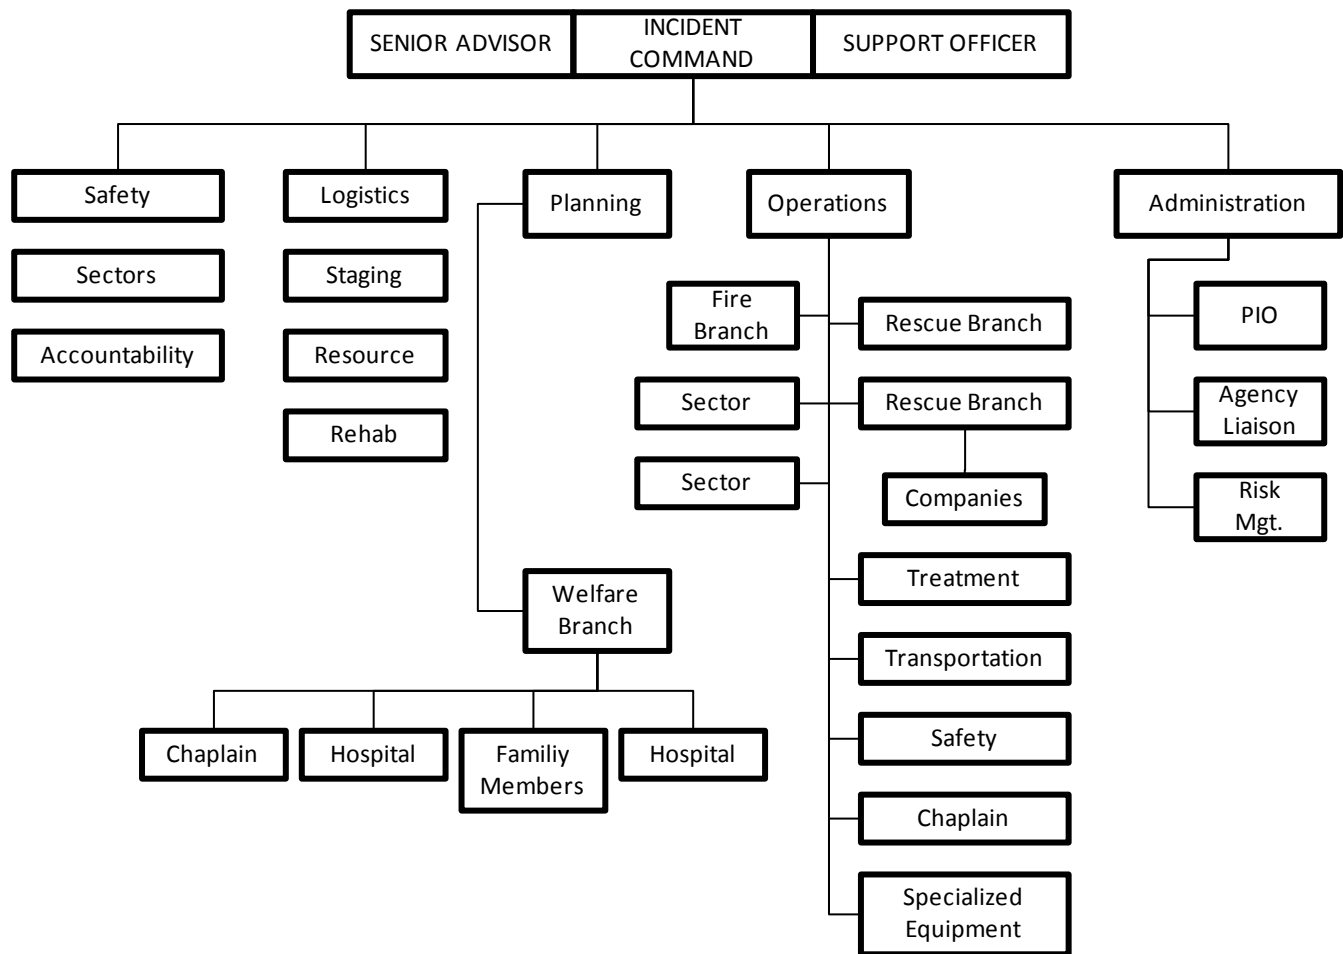 SENIOR ADVISOR
INCIDENT
COMMAND
SUPPORT OFFICER
Safety
Logistics
Planning
Operations
Administration
Sectors
Staging
Fire
Branch
Rescue Branch
PIO
Accountability
Resource
Sector
Rescue Branch
Agency
Liaison
Rehab
Sector
Companies
Risk
Mgt.
Welfare
Branch
Treatment
Transportation
Chaplain
Hospital
Familiy
Members
Hospital
Safety
Chaplain
Specialized
Equipment